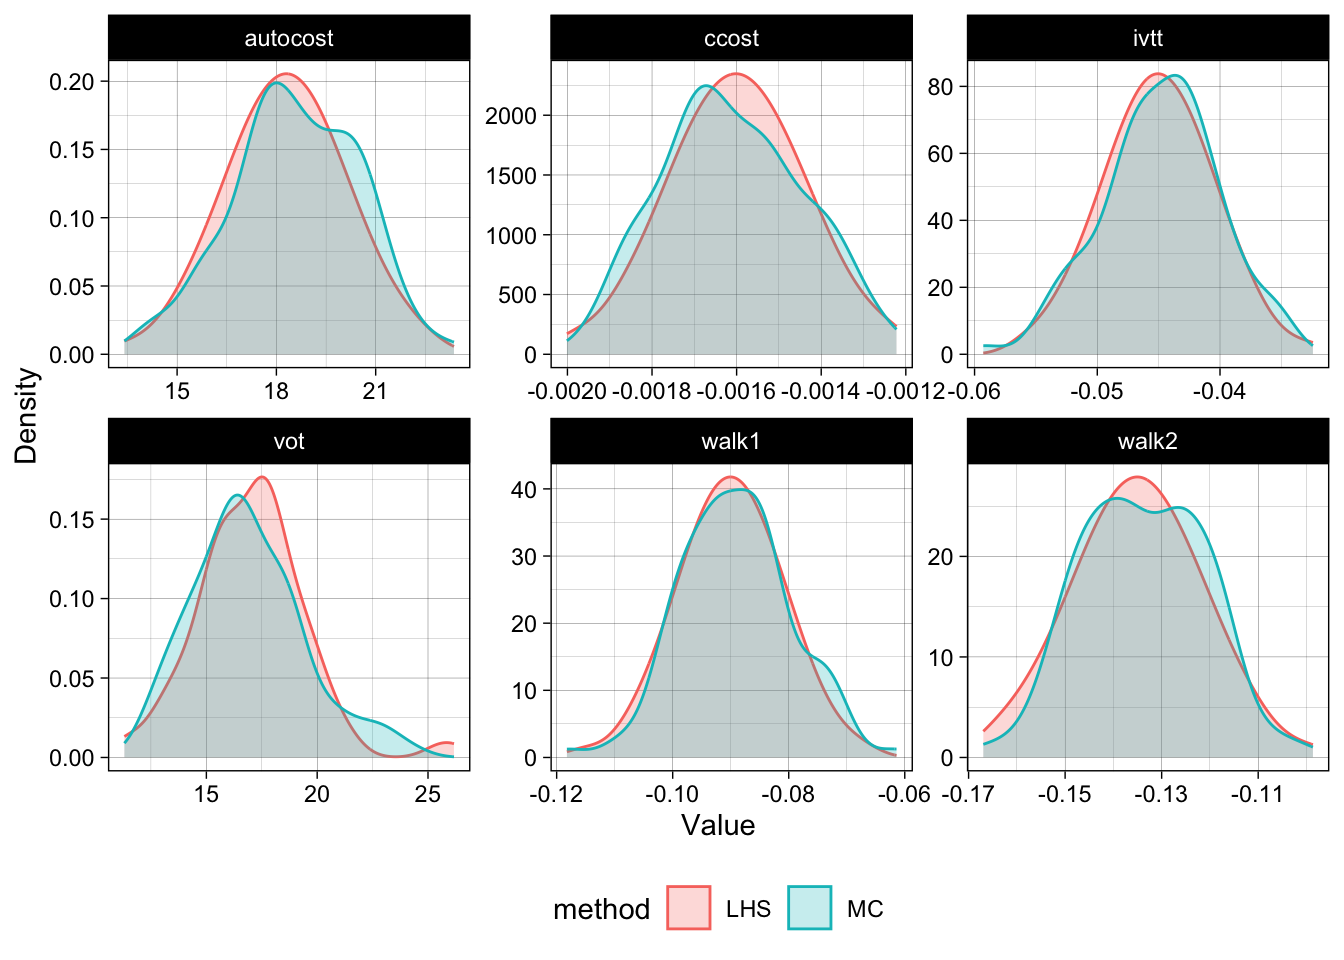 autocost ccost ivtt
0.20 2000 80
0.15 1500 60
0.10 1000 40
0.05 500 20
0.00 0 0
15 18 21 -0.0020 -0.0018 -0.0016 -0.0014 -0.0012 -0.06 -0.05 -0.04
Density
vot walk1 walk2
0.15 40 20
0.10 30 10
0.05 20 0
0.00 10
0
15 20 25 -0.12 -0.10 -0.08 -0.06 -0.17 -0.15 -0.13 -0.11
Value
method LHS MC